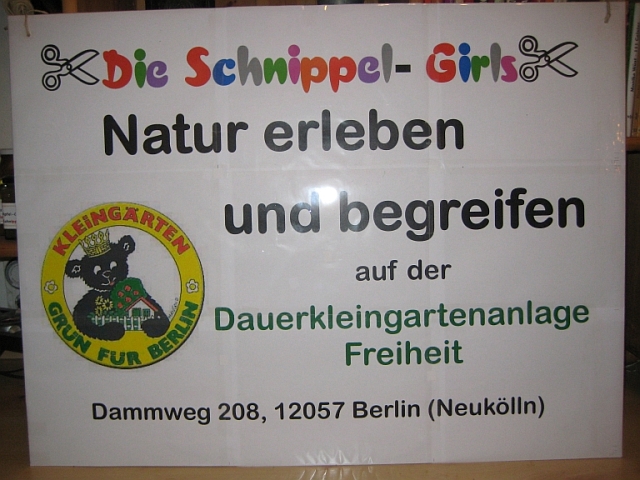 Die Schnippel- Girls
Natur erleben
und begreifen
KLEINGÄRTEN
GRÜN FÜR BERLIN
auf der
Dauerkleingartenanlage
Freiheit
Dammweg 208, 12057 Berlin (Neukölln)